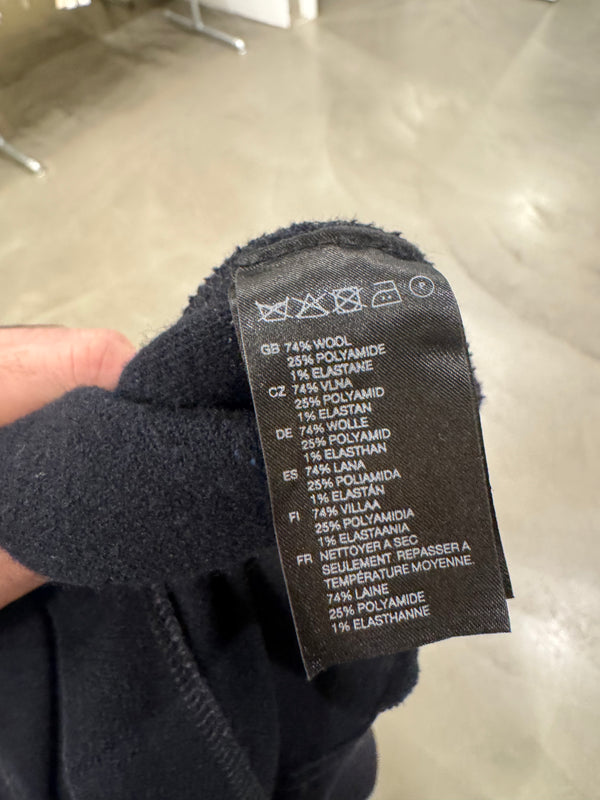 P
GB 74% WOOL
25% POLYAMIDE
1% ELASTANE
CZ 74% VLNA
25% POLYAMID
1% ELASTAN
DE 74% WOLLE
25% POLYAMID
1% ELASTHAN
ES 74% LANA
25% POLIAMIDA
1% ELASTÁN
FI 74% VILLAA
25% POLYAMIDIA
1% ELASTAANIA
FR NETTOYER A SEC
SEULEMENT REPASSER A
TEMPÉRATURE MOYENNE.
74% LAINE
25% POLYAMIDE
1% ELASTHANNE